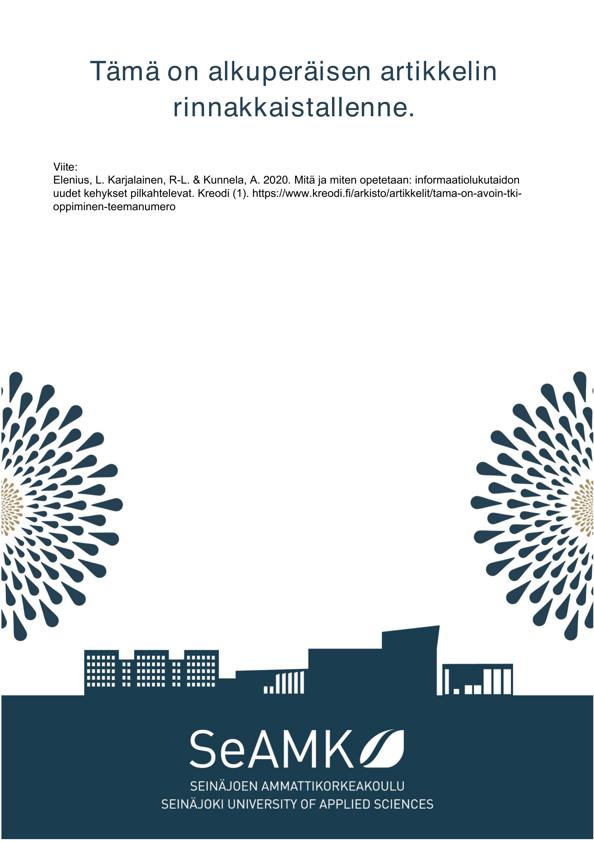 Tämä on alkuperäisen artikkelin
rinnakkaistallenne.
Viite:
Elenius, L. Karjalainen, R-L. & Kunnela, A. 2020. Mitä ja miten opetetaan: informaatiolukutaidon
uudet kehykset pilkahtelevat. Kreodi (1). https://www.kreodi.fi/arkisto/artikkelit/tama-on-avoin-tki-
oppiminen-teemanumero
SeAMK
SEINÄJOEN AMMATTIKORKEAKOULU
SEINÄJOKI UNIVERSITY OF APPLIED SCIENCES